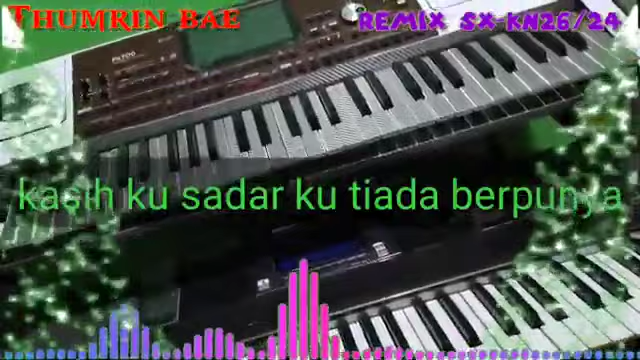 THUMRIN BAE
REMIX SX KN26/24
kasih ku sadar ku tiada berpunya